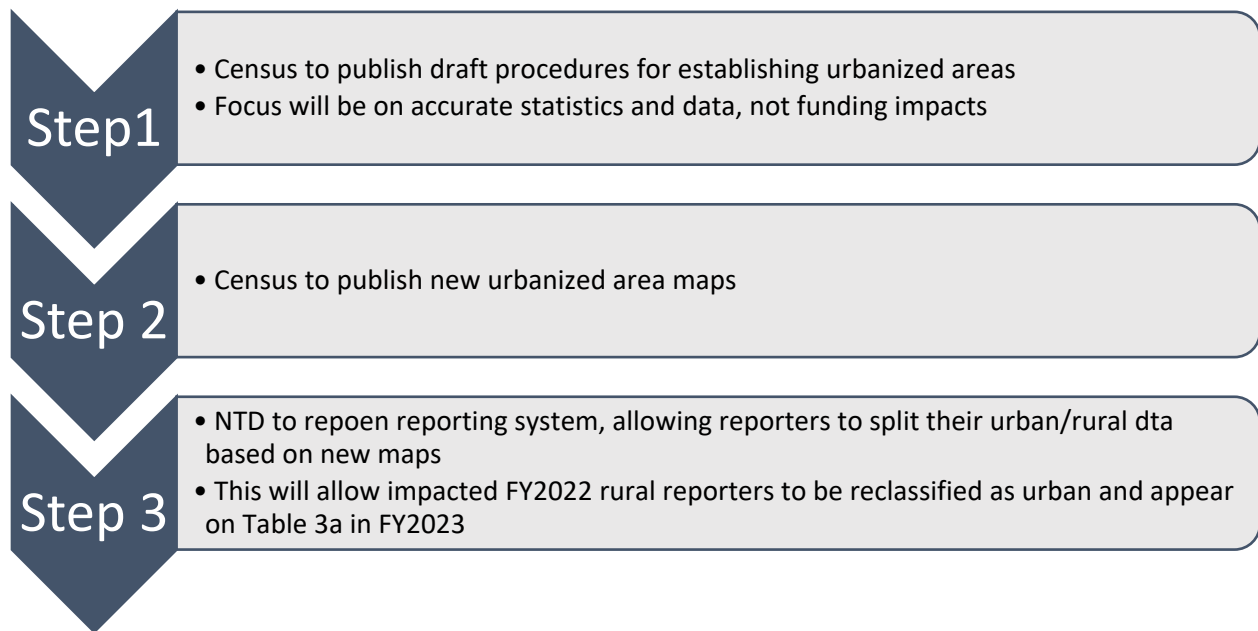 Step1
• Census to publish draft procedures for establishing urbanized areas
• Focus will be on accurate statistics and data, not funding impacts
Step 2
• Census to publish new urbanized area maps
Step 3
• NTD to repoen reporting system, allowing reporters to split their urban/rural dta
based on new maps
• This will allow impacted FY2022 rural reporters to be reclassified as urban and appear
on Table 3a in FY2023